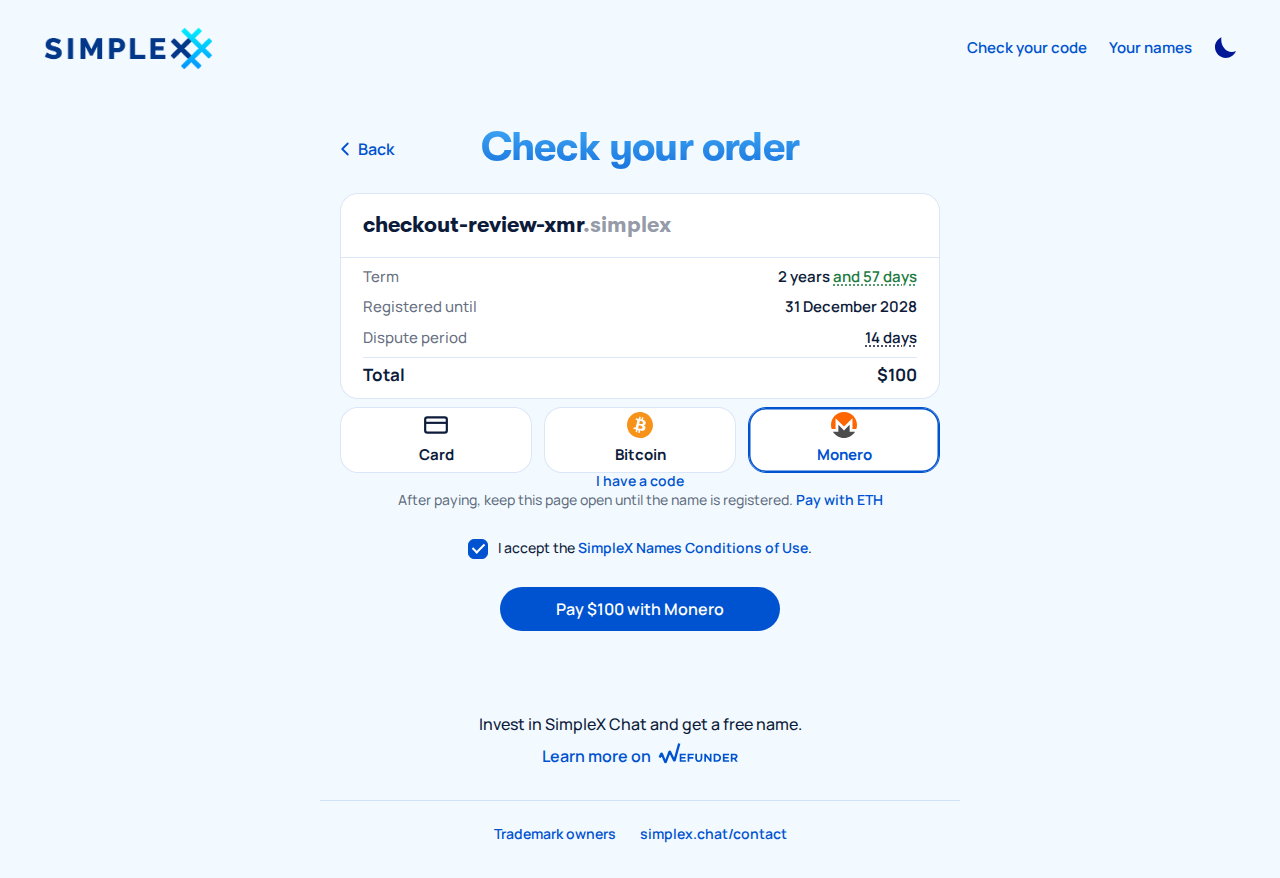 SIMPLEX
Check your code
Your names
Back
Check your order
checkout-review-xmr.simplex
Term
2 years and 57 days
Registered until
31 December 2028
Dispute period
14 days
Total
$100
Card
Bitcoin
Monero
I have a code
After paying, keep this page open until the name is registered. Pay with ETH
I accept the SimpleX Names Conditions of Use.
Pay $100 with Monero
Invest in SimpleX Chat and get a free name.
Learn more on WEFUNDER
Trademark owners
simplex.chat/contact